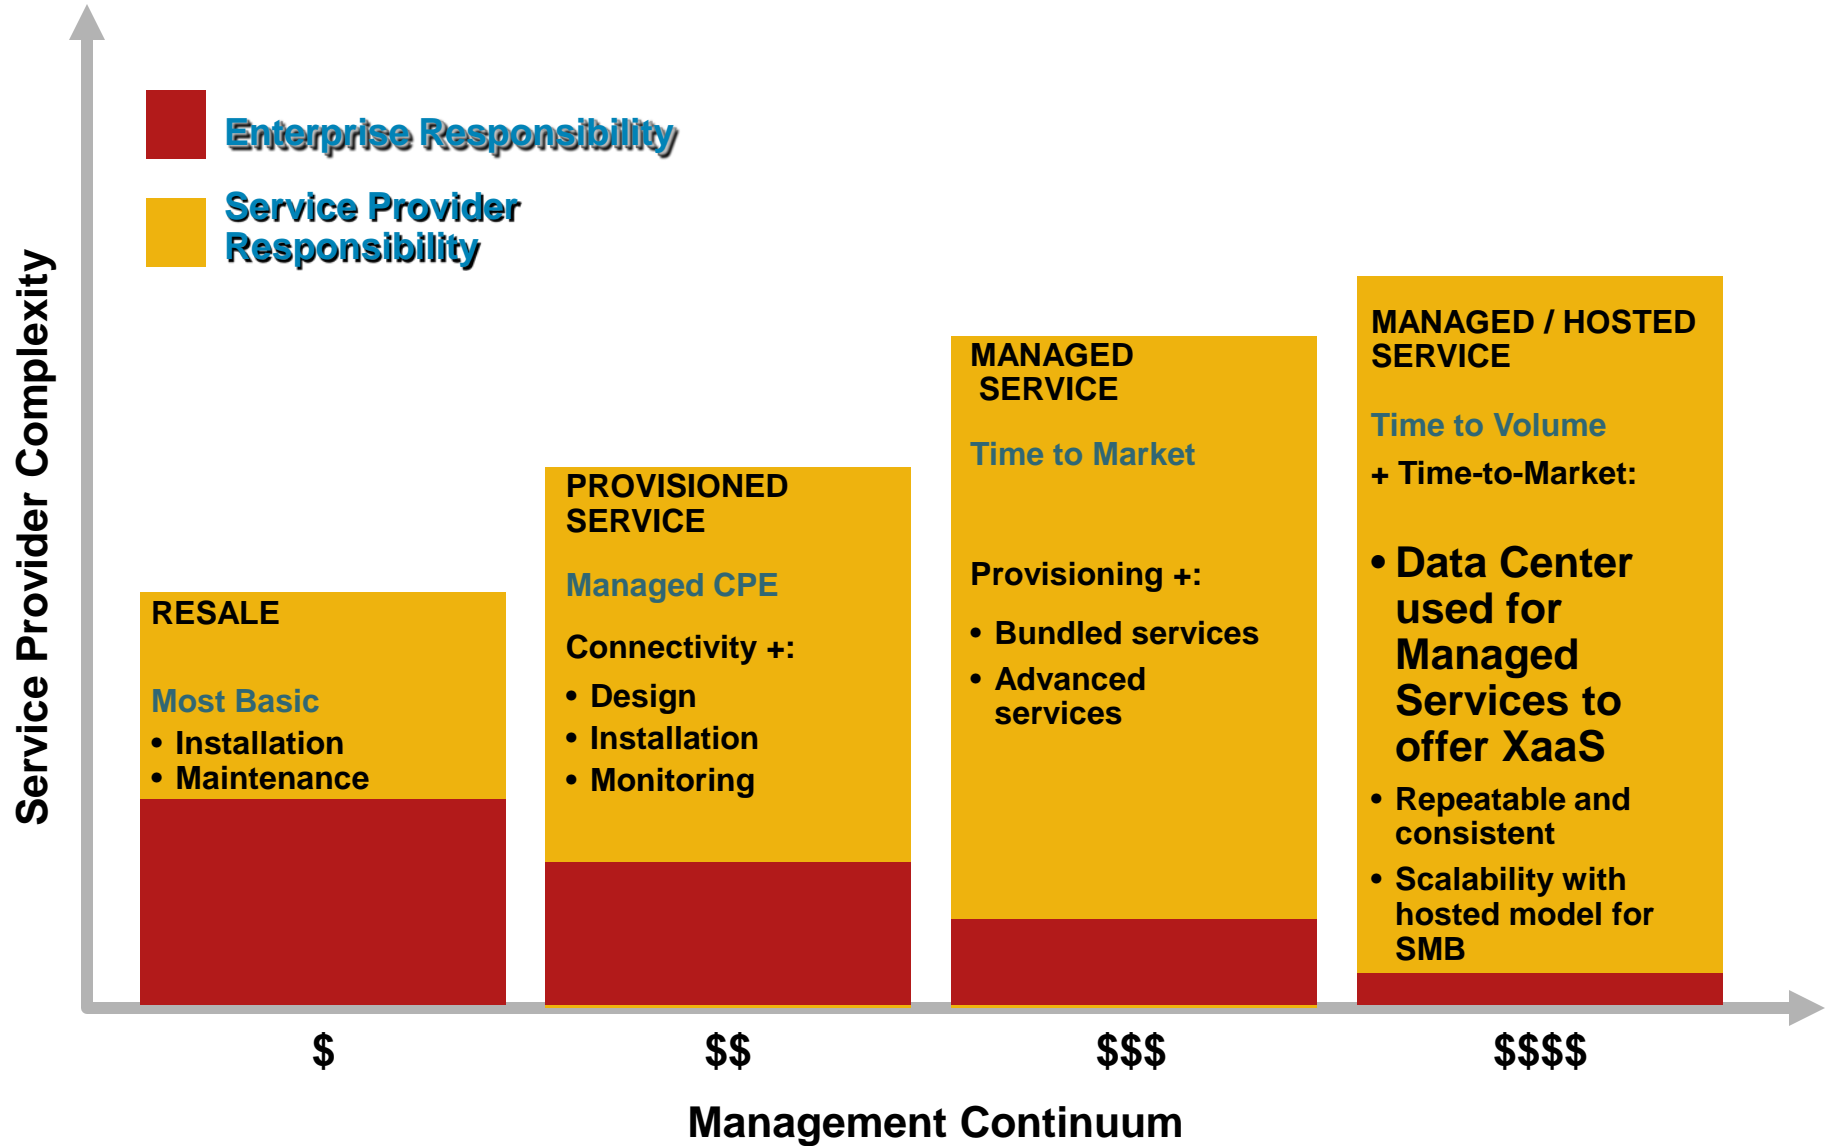 Enterprise Responsibility
Service Provider
Responsibility
Service Provider Complexity
RESALE
Most Basic
• Installation
• Maintenance
PROVISIONED
SERVICE
Managed CPE
Connectivity +:
• Design
• Installation
• Monitoring
MANAGED
SERVICE
Time to Market
Provisioning +:
• Bundled services
• Advanced
services
MANAGED / HOSTED
SERVICE
Time to Volume
+ Time-to-Market:
• Data Center
used for
Managed
Services to
offer XaaS
• Repeatable and
consistent
• Scalability with
hosted model for
SMB
$
$$
$$$
$$$$
Management Continuum